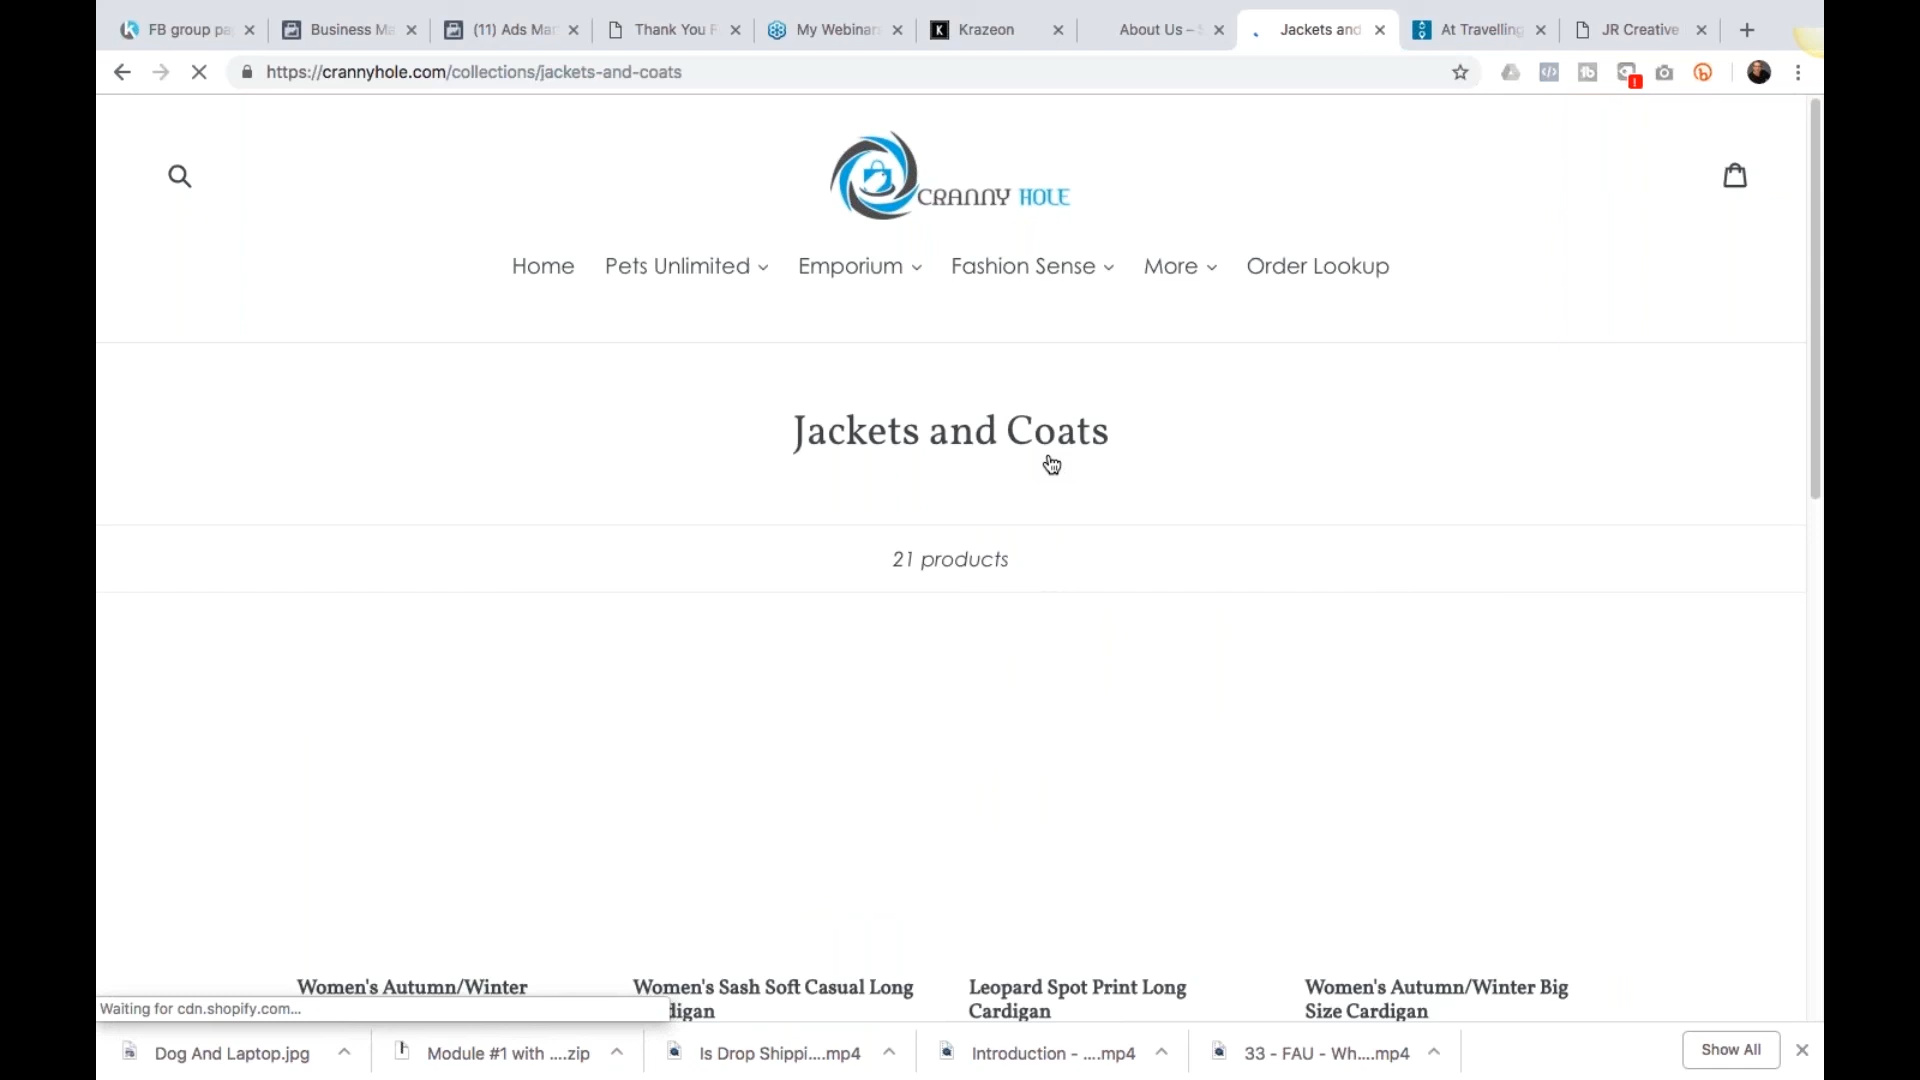 FB group pa
Business Ma
(11) Ads Man
Thank You P
My Webinars
Krazeon
About Us –
Jackets and
At Travelling
JR Creative
https://crannyhole.com/collections/jackets-and-coats
CRANNY HOLE
Home
Pets Unlimited
Emporium
Fashion Sense
More
Order Lookup
Jackets and Coats
21 products
Women's Autumn/Winter
Women's Sash Soft Casual Long
digan
Leopard Spot Print Long
Cardigan
Women's Autumn/Winter Big
Size Cardigan
Waiting for cdn.shopify.com...
Dog And Laptop.jpg
Module #1 with ....zip
Is Drop Shippi....mp4
Introduction - ....mp4
33 - FAU - Wh....mp4
Show All